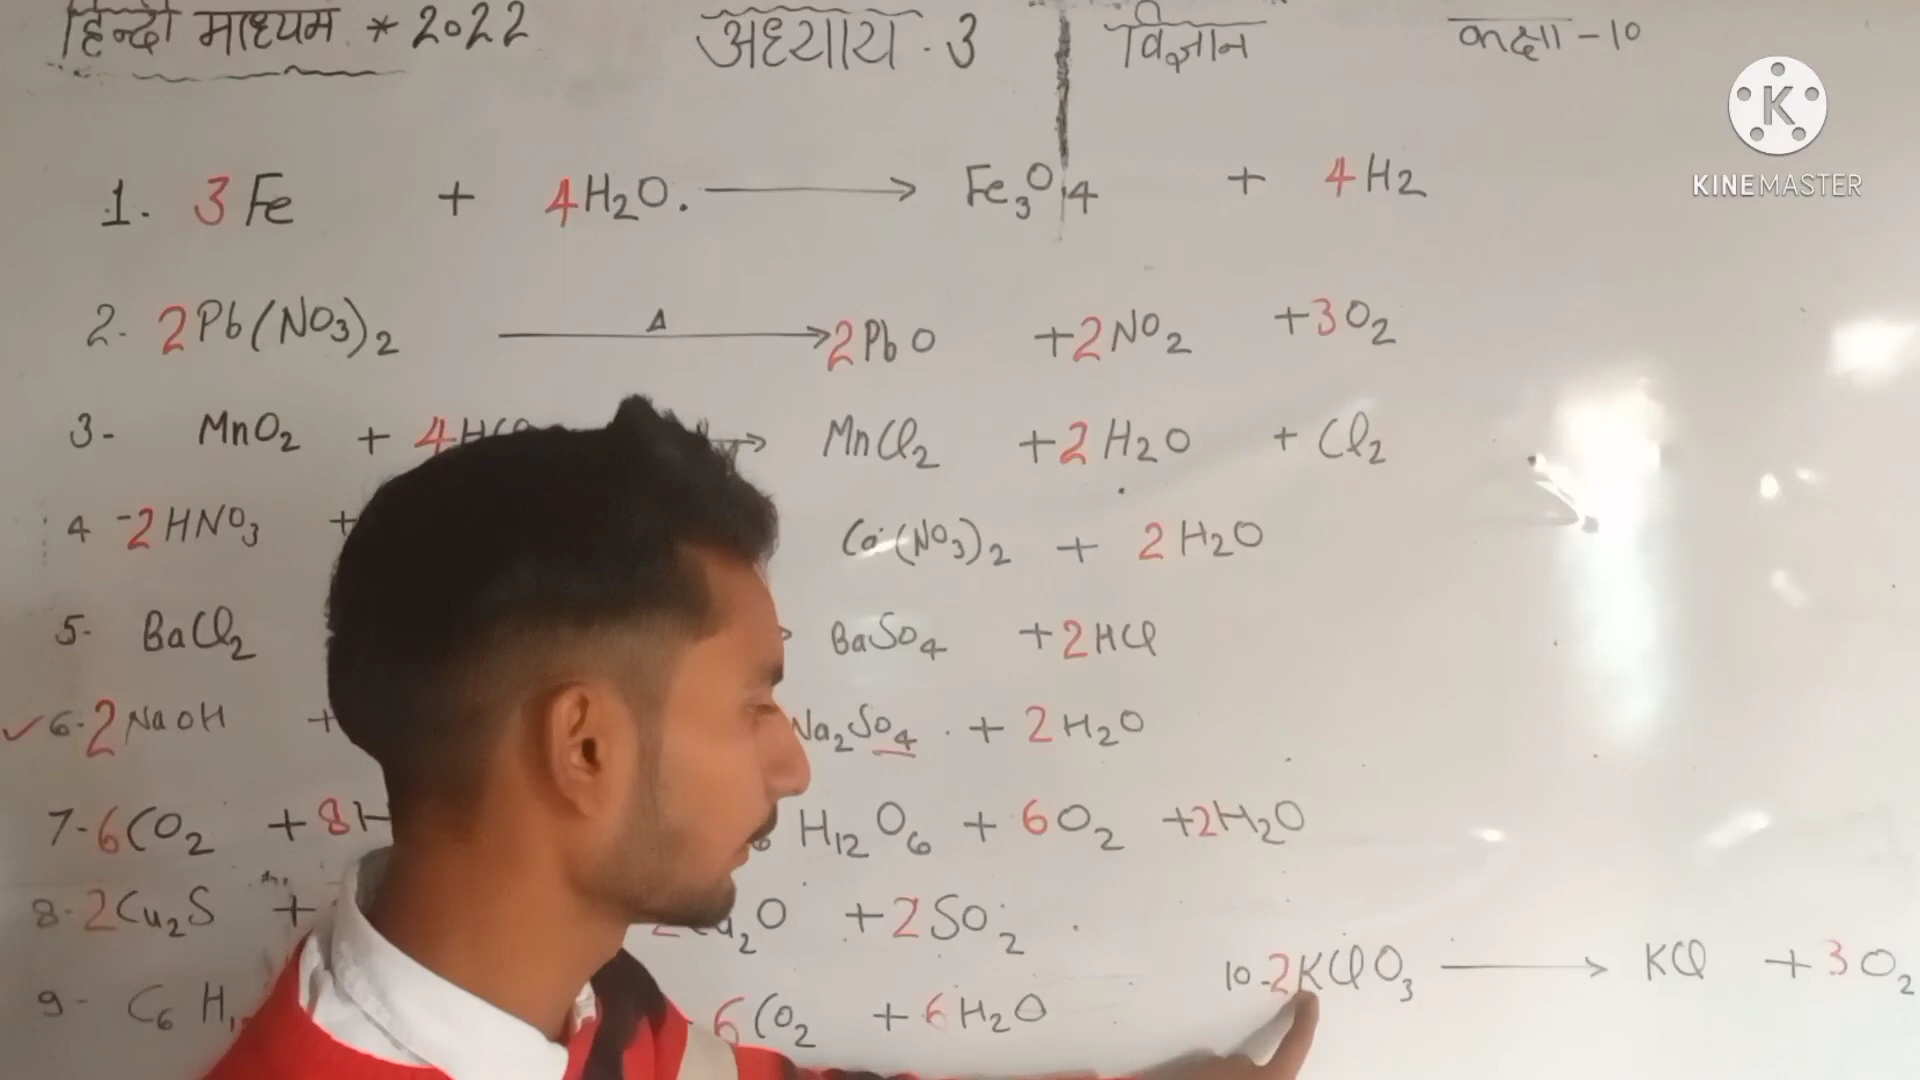 हिन्दी माध्यम * 2022 अध्याय . 3 विज्ञान कक्षा - 10
K
KINEMASTER
1. 3Fe + 4H2O. → Fe3O4 + 4H2
2. 2Pb(NO3)2 Δ→ 2PbO + 2NO2 + 3O2
3- MnO2 + 4HCl → MnCl2 + 2H2O + Cl2
4 - 2HNO3 + Ca(NO3)2 + 2H2O
5- BaCl2 BaSO4 + 2HCl
✓ 6. 2NaOH + Na2SO4 . + 2H2O
7- 6CO2 + 8H 6 H12O6 + 6O2 + 2H2O
8- 2Cu2S + 2Cu2O + 2SO2 .
10. 2KClO3 → KCl + 3O2
9- C6H1 6CO2 + 6H2O